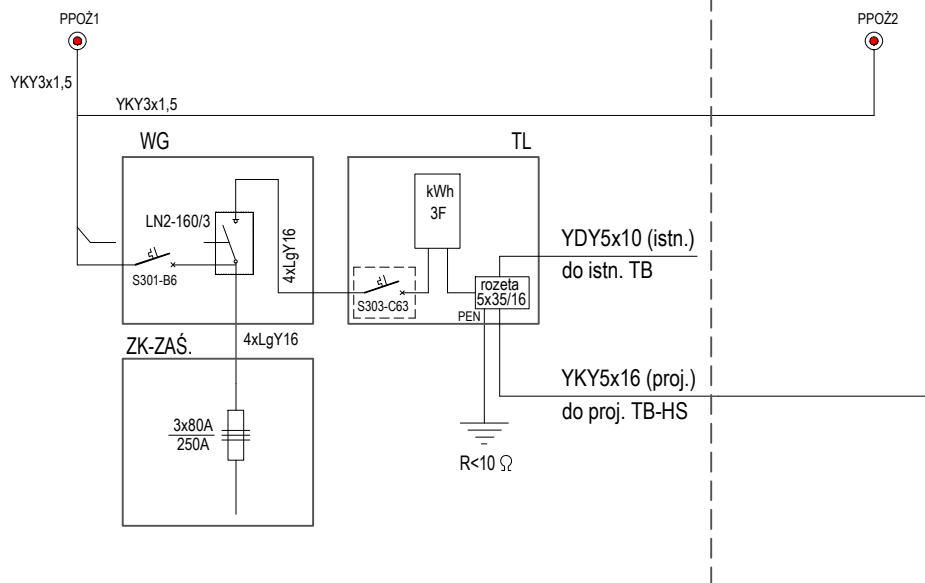 PPOŻ1
PPOŻ2
YKY3x1,5
YKY3x1,5
WG
TL
kWh
3F
LN2-160/3
4xLgY16
S301-B6
YDY5x10 (istn.)
do istn. TB
rozeta
5x35/16
S303-C63
PEN
ZK-ZAŚ.
4xLgY16
YKY5x16 (proj.)
do proj. TB-HS
3x80A
250A
R<10 Ω